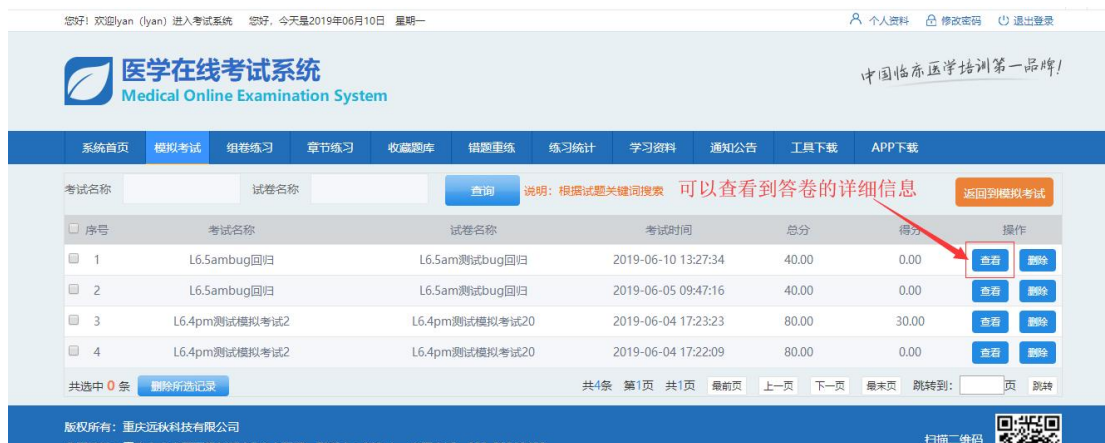 您好！欢迎lyan（lyan）进入考试系统 您好，今天是2019年06月10日 星期一 个人资料 修改密码 退出登录
医学在线考试系统
Medical Online Examination System
中国临床医学培训第一品牌！
系统首页 模拟考试 组卷练习 章节练习 收藏题库 错题重练 练习统计 学习资料 通知公告 工具下载 APP下载
考试名称 试卷名称 查询 说明：根据试题关键词搜索 可以查看到答卷的详细信息 返回到模拟考试
序号 考试名称 试卷名称 考试时间 总分 得分 操作
1 L6.5ambug回归 L6.5am测试bug回归 2019-06-10 13:27:34 40.00 0.00 查看 删除
2 L6.5ambug回归 L6.5am测试bug回归 2019-06-05 09:47:16 40.00 0.00 查看 删除
3 L6.4pm测试模拟考试2 L6.4pm测试模拟考试20 2019-06-04 17:23:23 80.00 30.00 查看 删除
4 L6.4pm测试模拟考试2 L6.4pm测试模拟考试20 2019-06-04 17:22:09 80.00 0.00 查看 删除
共选中 0 条 删除所选记录 共4条 第1页 共1页 最前页 上一页 下一页 最末页 跳转到： 页 跳转
版权所有：重庆远秋科技有限公司
扫描二维码